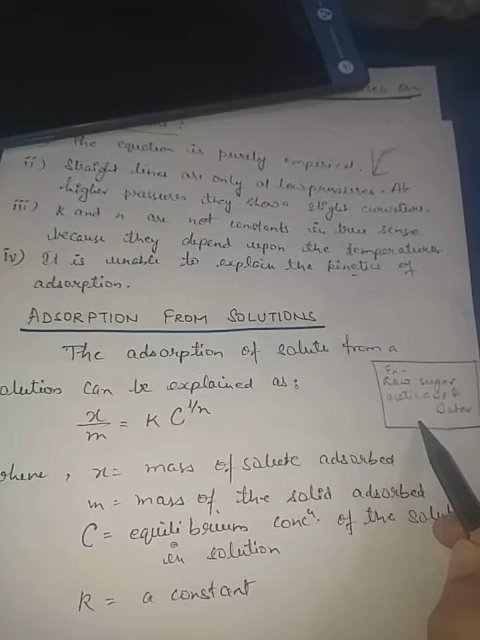 The equation is purely empirical.
ii) Straight lines are only at low pressures. At
higher pressures they show a slight curvature.
iii) K and n are not constants in true sense
because they depend upon the temperature
iv) It is unable to explain the kinetics of
adsorption.
ADSORPTION FROM SOLUTIONS
The adsorption of solute from a
olution can be explained as:
x/m = K C^1/n
Ex-
Raw sugar
Water
where, x = mass of solute adsorbed
m = mass of the solid adsorbed
C = equilibrium concn. of the solut
in solution
K = a constant